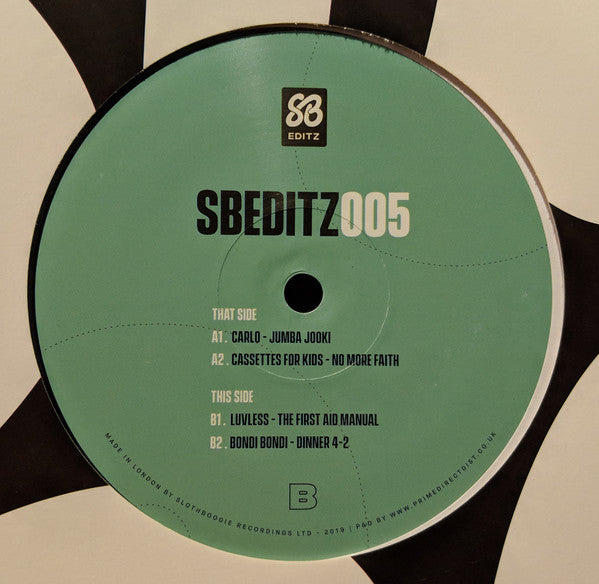 SB
EDITZ
SBEDITZ005
THAT SIDE
A1. CARLO - JUMBA JOOKI
A2. CASSETTES FOR KIDS - NO MORE FAITH
THIS SIDE
B1. LUVLESS - THE FIRST AID MANUAL
B2. BONDI BONDI - DINNER 4-2
B
MADE IN LONDON BY SLOTHBOOGIE RECORDINGS LTD - 2019 | P&D BY WWW.PRIMEDIRECTDIST.CO.UK